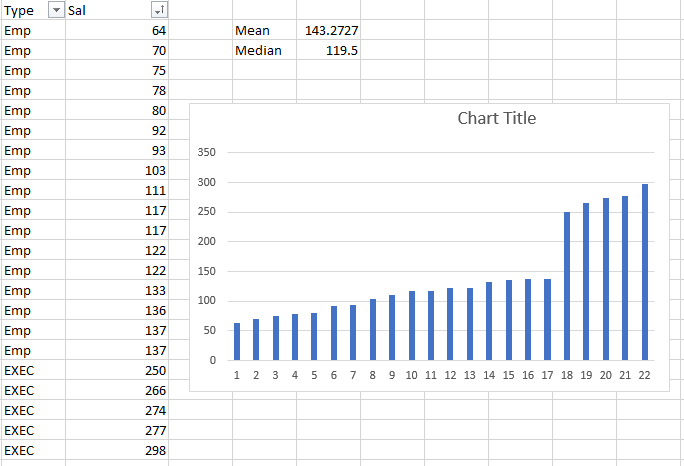 Type Sal
Emp 64 Mean 143.2727
Emp 70 Median 119.5
Emp 75
Emp 78
Emp 80
Emp 92
Emp 93
Emp 103
Emp 111
Emp 117
Emp 117
Emp 122
Emp 122
Emp 133
Emp 136
Emp 137
Emp 137
EXEC 250
EXEC 266
EXEC 274
EXEC 277
EXEC 298
Chart Title
350
300
250
200
150
100
50
0
1 2 3 4 5 6 7 8 9 10 11 12 13 14 15 16 17 18 19 20 21 22